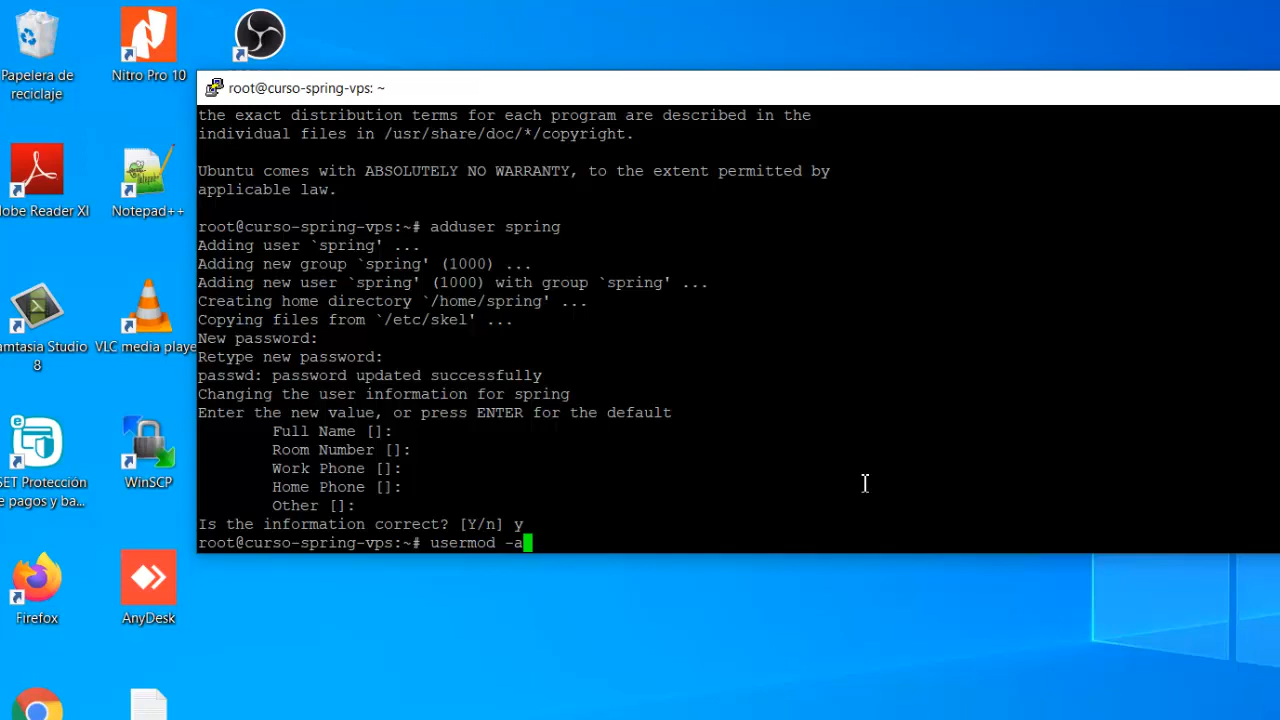 Papelera de
reciclaje
Nitro Pro 10
dobe Reader XI
Notepad++
amtasia Studio
8
VLC media playe
SET Protección
de pagos y ba...
WinSCP
Firefox
AnyDesk
root@curso-spring-vps: ~
the exact distribution terms for each program are described in the
individual files in /usr/share/doc/*/copyright.
Ubuntu comes with ABSOLUTELY NO WARRANTY, to the extent permitted by
applicable law.
root@curso-spring-vps:~# adduser spring
Adding user `spring' ...
Adding new group `spring' (1000) ...
Adding new user `spring' (1000) with group `spring' ...
Creating home directory `/home/spring' ...
Copying files from `/etc/skel' ...
New password:
Retype new password:
passwd: password updated successfully
Changing the user information for spring
Enter the new value, or press ENTER for the default
Full Name []:
Room Number []:
Work Phone []:
Home Phone []:
Other []:
Is the information correct? [Y/n] y
root@curso-spring-vps:~# usermod -a